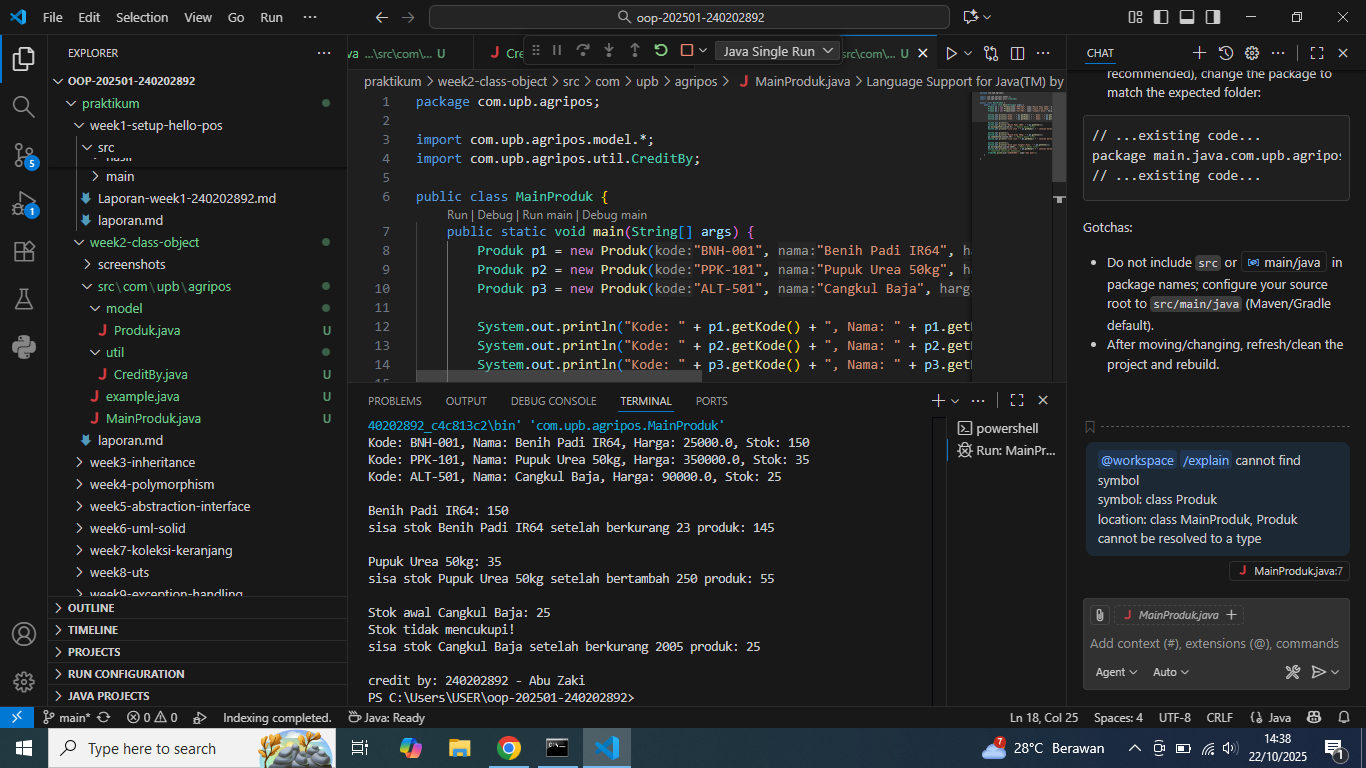 File Edit Selection View Go Run ···
oop-202501-240202892
EXPLORER
OOP-202501-240202892
praktikum
week1-setup-hello-pos
src
main
Laporan-week1-240202892.md
laporan.md
week2-class-object
screenshots
src\com\upb\agripos
model
Produk.java U
util
CreditBy.java U
example.java U
MainProduk.java U
laporan.md
week3-inheritance
week4-polymorphism
week5-abstraction-interface
week6-uml-solid
week7-koleksi-keranjang
week8-uts
week9-exception-handling
OUTLINE
TIMELINE
PROJECTS
RUN CONFIGURATION
JAVA PROJECTS
5
1
va ...\src\com\... U
Cre
Java Single Run
src\com\... U
praktikum > week2-class-object > src > com > upb > agripos > MainProduk.java > Language Support for Java(TM) by
1 package com.upb.agripos;
2
3 import com.upb.agripos.model.*;
4 import com.upb.agripos.util.CreditBy;
5
6 public class MainProduk {
Run | Debug | Run main | Debug main
7 public static void main(String[] args) {
8 Produk p1 = new Produk(kode:"BNH-001", nama:"Benih Padi IR64", ha
9 Produk p2 = new Produk(kode:"PPK-101", nama:"Pupuk Urea 50kg", ha
10 Produk p3 = new Produk(kode:"ALT-501", nama:"Cangkul Baja", harga
11
12 System.out.println("Kode: " + p1.getKode() + ", Nama: " + p1.getN
13 System.out.println("Kode: " + p2.getKode() + ", Nama: " + p2.getN
14 System.out.println("Kode: " + p3.getKode() + ", Nama: " + p3.getN
PROBLEMS OUTPUT DEBUG CONSOLE TERMINAL PORTS
40202892_c4c813c2\bin' 'com.upb.agripos.MainProduk'
Kode: BNH-001, Nama: Benih Padi IR64, Harga: 25000.0, Stok: 150
Kode: PPK-101, Nama: Pupuk Urea 50kg, Harga: 350000.0, Stok: 35
Kode: ALT-501, Nama: Cangkul Baja, Harga: 90000.0, Stok: 25
Benih Padi IR64: 150
sisa stok Benih Padi IR64 setelah berkurang 23 produk: 145
Pupuk Urea 50kg: 35
sisa stok Pupuk Urea 50kg setelah bertambah 250 produk: 55
Stok awal Cangkul Baja: 25
Stok tidak mencukupi!
sisa stok Cangkul Baja setelah berkurang 2005 produk: 25
credit by: 240202892 - Abu Zaki
PS C:\Users\USER\oop-202501-240202892>
powershell
Run: MainPr...
CHAT
recommended), change the package to
match the expected folder:
// ...existing code...
package main.java.com.upb.agripos
// ...existing code...
Gotchas:
• Do not include src or main/java in
package names; configure your source
root to src/main/java (Maven/Gradle
default).
• After moving/changing, refresh/clean the
project and rebuild.
@workspace /explain cannot find
symbol
symbol: class Produk
location: class MainProduk, Produk
cannot be resolved to a type
MainProduk.java:7
MainProduk.java +
Add context (#), extensions (@), commands
Agent Auto
main* 0 0 Indexing completed. Java: Ready
Ln 18, Col 25 Spaces: 4 UTF-8 CRLF {} Java
Type here to search
7
28°C Berawan
14:38
22/10/2025
1